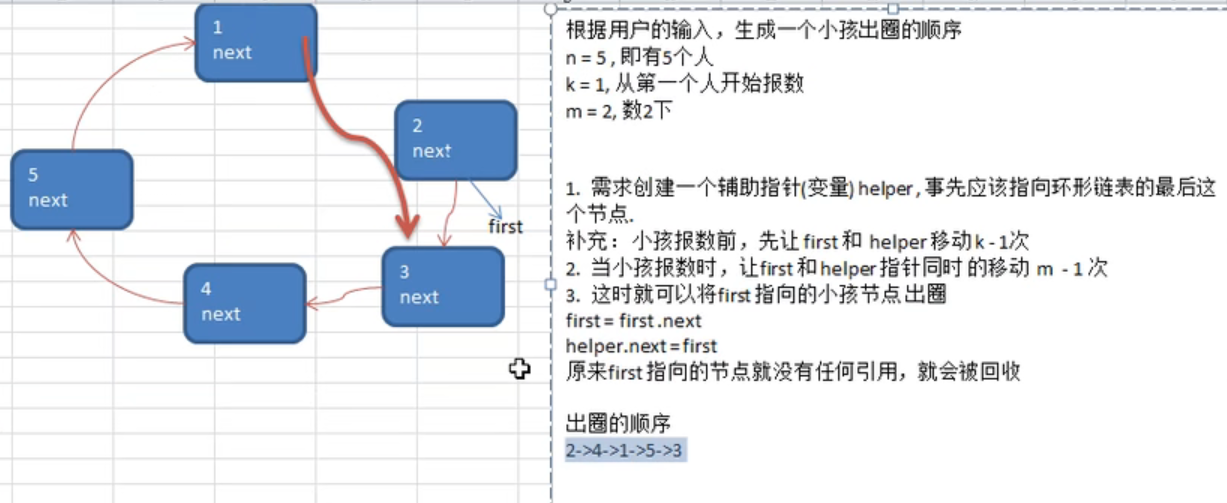 1
next
2
next
5
next
first
3
next
4
next
根据用户的输入，生成一个小孩出圈的顺序
n = 5 , 即有5个人
k = 1, 从第一个人开始报数
m = 2, 数2下
1. 需求创建一个辅助指针(变量) helper , 事先应该指向环形链表的最后这
个节点.
补充： 小孩报数前，先让 first 和 helper 移动 k - 1次
2. 当小孩报数时，让first 和 helper 指针同时 的移动 m - 1 次
3. 这时就可以将first 指向的小孩节点 出圈
first = first .next
helper.next = first
原来first 指向的节点就没有任何引用，就会被回收
出圈的顺序
2->4->1->5->3